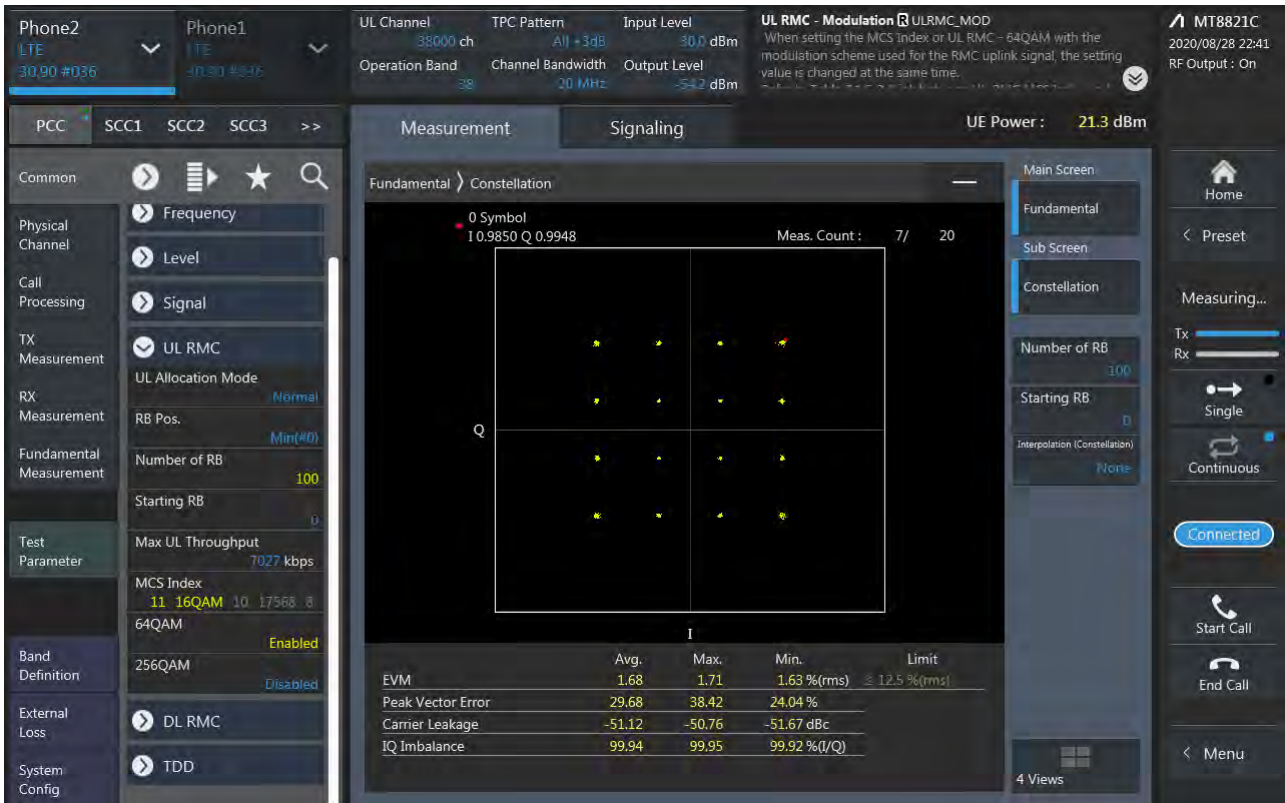 Phone2
LTE
30.90 #036
Phone1
LTE
30.90 #036
UL Channel
38000 ch
Operation Band
38
TPC Pattern
All +3dB
Channel Bandwidth
20 MHz
Input Level
30.0 dBm
Output Level
-54.2 dBm
UL RMC - Modulation R ULRMC_MOD
When setting the MCS Index or UL RMC - 64QAM with the
modulation scheme used for the RMC uplink signal, the setting
value is changed at the same time.
MT8821C
2020/08/28 22:41
RF Output : On
PCC SCC1 SCC2 SCC3 >>
Measurement
Signaling
UE Power : 21.3 dBm
Common
Physical
Channel
Call
Processing
TX
Measurement
RX
Measurement
Fundamental
Measurement
Test
Parameter
Band
Definition
External
Loss
System
Config
Frequency
Level
Signal
UL RMC
UL Allocation Mode
Normal
RB Pos.
Min(#0)
Number of RB
100
Starting RB
0
Max UL Throughput
7027 kbps
MCS Index
11 16QAM 10 17568 8
64QAM
Enabled
256QAM
Disabled
DL RMC
TDD
Fundamental 〉 Constellation
0 Symbol
I 0.9850 Q 0.9948
Meas. Count : 7/ 20
Q
I
Avg. Max. Min. Limit
EVM 1.68 1.71 1.63 %(rms) ≤ 12.5 %(rms)
Peak Vector Error 29.68 38.42 24.04 %
Carrier Leakage -51.12 -50.76 -51.67 dBc
IQ Imbalance 99.94 99.95 99.92 %(I/Q)
Main Screen
Fundamental
Sub Screen
Constellation
Number of RB
100
Starting RB
0
Interpolation (Constellation)
None
4 Views
Home
< Preset
Measuring...
Tx
Rx
Single
Continuous
Connected
Start Call
End Call
< Menu